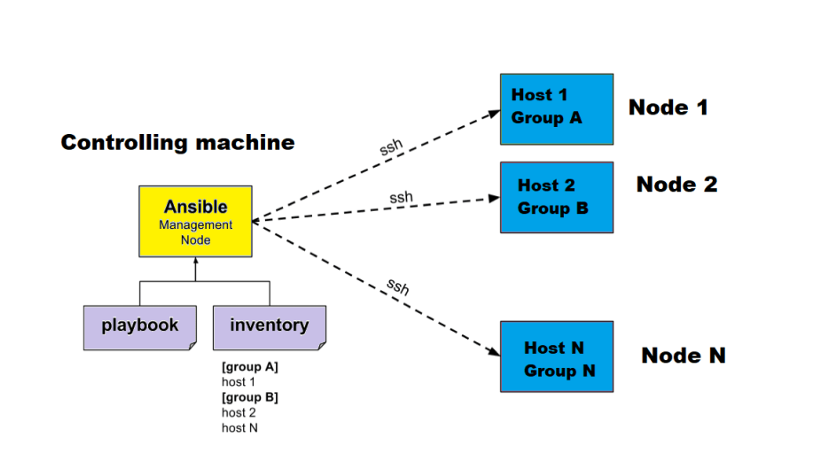 Controlling machine
Ansible
Management
Node
playbook
inventory
[group A]
host 1
[group B]
host 2
host N
ssh
ssh
ssh
Host 1
Group A
Node 1
Host 2
Group B
Node 2
Host N
Group N
Node N